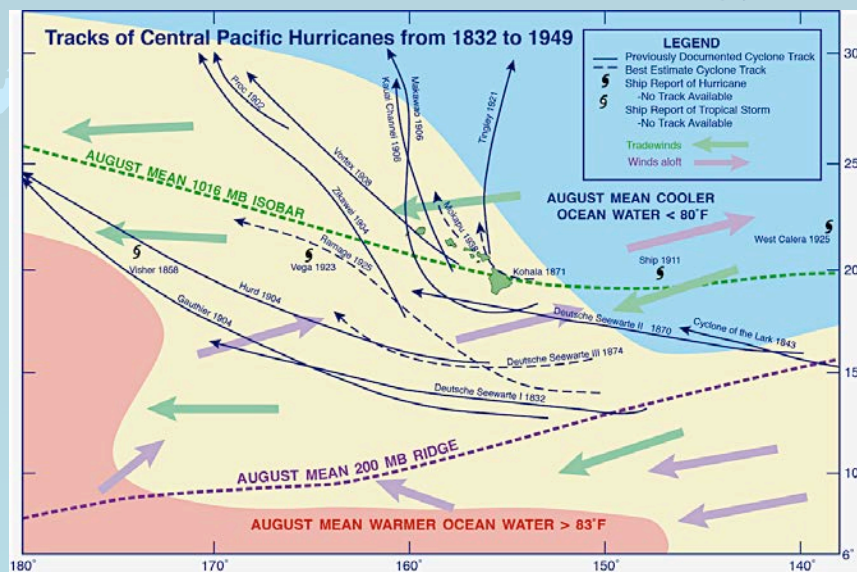 Tracks of Central Pacific Hurricanes from 1832 to 1949
LEGEND
Previously Documented Cyclone Track
Best Estimate Cyclone Track
Ship Report of Hurricane
-No Track Available
Ship Report of Tropical Storm
-No Track Available
Tradewinds
Winds aloft
30°
25
20
15
10
6°
180°
170°
160°
150°
140°
Proc 1902
Vortex 1908
Kauai Channel 1906
Makawao 1906
Tingley 1921
Zikawei 1904
Mokapu 1938
AUGUST MEAN 1016 MB ISOBAR
AUGUST MEAN COOLER
OCEAN WATER < 80°F
West Calera 1925
Ship 1911
Kohala 1871
Ramage 1925
Vega 1923
Visher 1858
Hurd 1904
Gauthier 1904
Deutsche Seewarte II 1870
Cyclone of the Lark 1843
Deutsche Seewarte III 1874
Deutsche Seewarte I 1832
AUGUST MEAN 200 MB RIDGE
AUGUST MEAN WARMER OCEAN WATER > 83°F